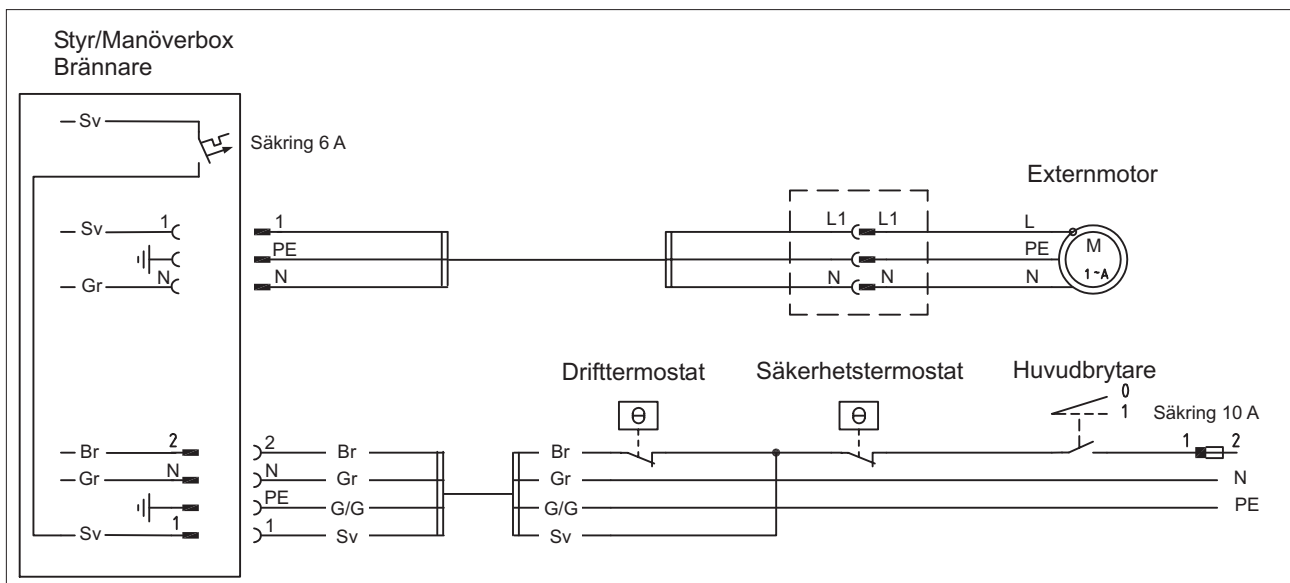 Styr/Manöverbox
Brännare
Sv
Säkring 6 A
Externmotor
Sv 1 1 L1 L1 L
PE PE M
1~A
Gr N N N N N
Drifttermostat Säkerhetstermostat Huvudbrytare
θ θ 0
1 Säkring 10 A
Br 2 2 Br Br 1 2
Gr N N Gr Gr N
PE G/G G/G PE
Sv 1 1 Sv Sv